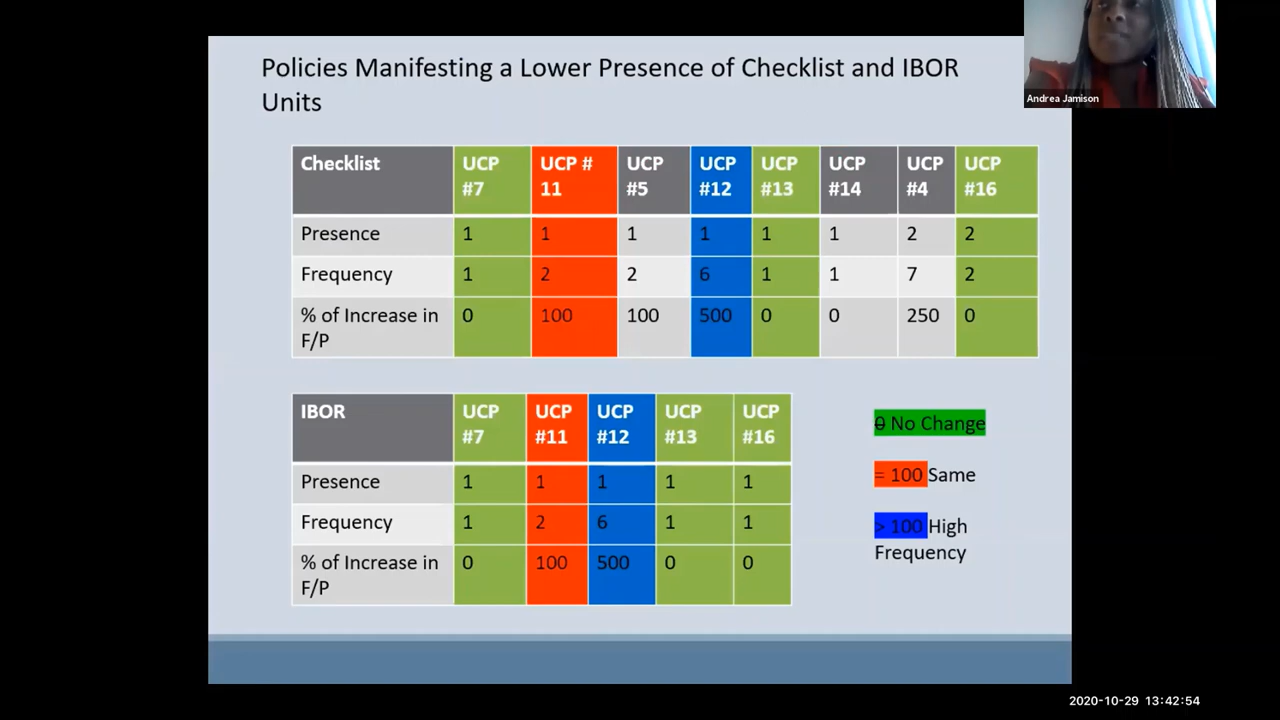 Policies Manifesting a Lower Presence of Checklist and IBOR
Units
Andrea Jamison
Checklist UCP #7 UCP # 11 UCP #5 UCP #12 UCP #13 UCP #14 UCP #4 UCP #16
Presence 1 1 1 1 1 1 2 2
Frequency 1 2 2 6 1 1 7 2
% of Increase in F/P 0 100 100 500 0 0 250 0
IBOR UCP #7 UCP #11 UCP #12 UCP #13 UCP #16
Presence 1 1 1 1 1
Frequency 1 2 6 1 1
% of Increase in F/P 0 100 500 0 0
0 No Change
= 100 Same
> 100 High
Frequency
2020-10-29 13:42:54